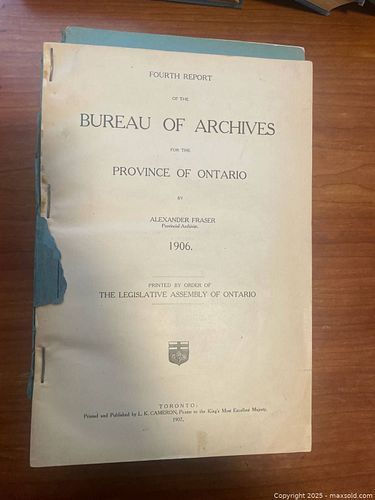 FOURTH REPORT
OF THE
BUREAU OF ARCHIVES
FOR THE
PROVINCE OF ONTARIO
BY
ALEXANDER FRASER
Provincial Archivist.
1906.
PRINTED BY ORDER OF
THE LEGISLATIVE ASSEMBLY OF ONTARIO
TORONTO:
Printed and Published by L. K. CAMERON, Printer to the King's Most Excellent Majesty,
1907.
Copyright © 2025 - maxsold.com